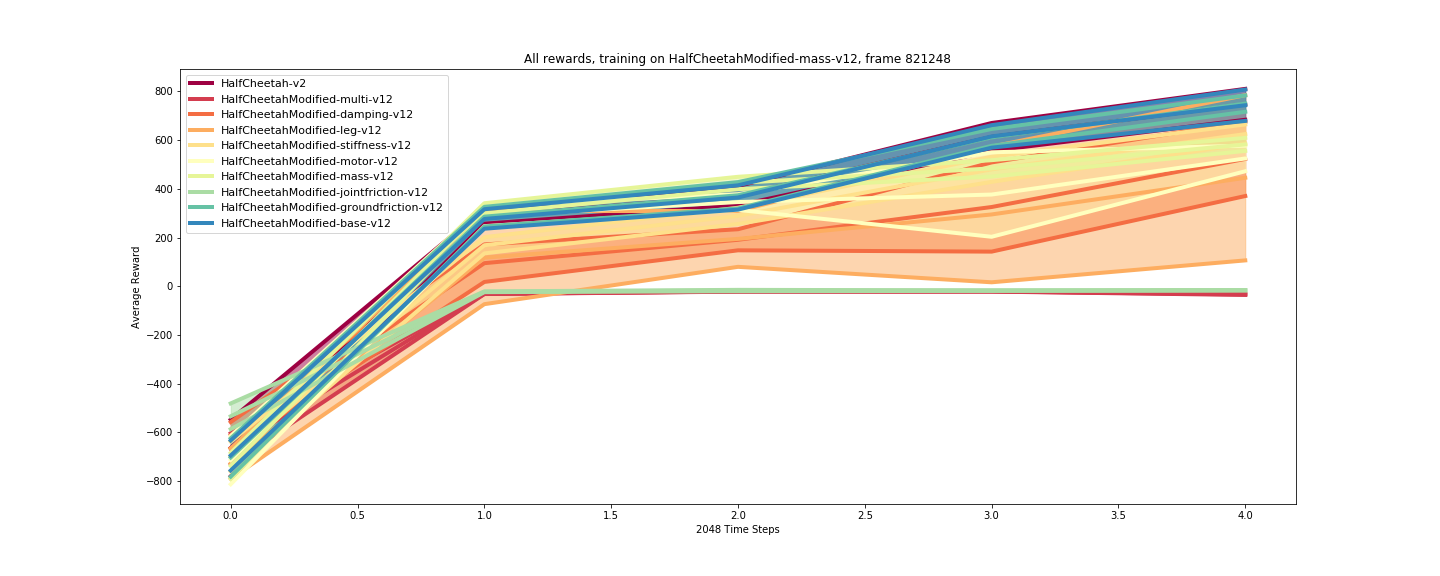 All rewards, training on HalfCheetahModified-mass-v12, frame 821248
HalfCheetah-v2
HalfCheetahModified-multi-v12
HalfCheetahModified-damping-v12
HalfCheetahModified-leg-v12
HalfCheetahModified-stiffness-v12
HalfCheetahModified-motor-v12
HalfCheetahModified-mass-v12
HalfCheetahModified-jointfriction-v12
HalfCheetahModified-groundfriction-v12
HalfCheetahModified-base-v12
Average Reward
800
600
400
200
0
−200
−400
−600
−800
0.0 0.5 1.0 1.5 2.0 2.5 3.0 3.5 4.0
2048 Time Steps